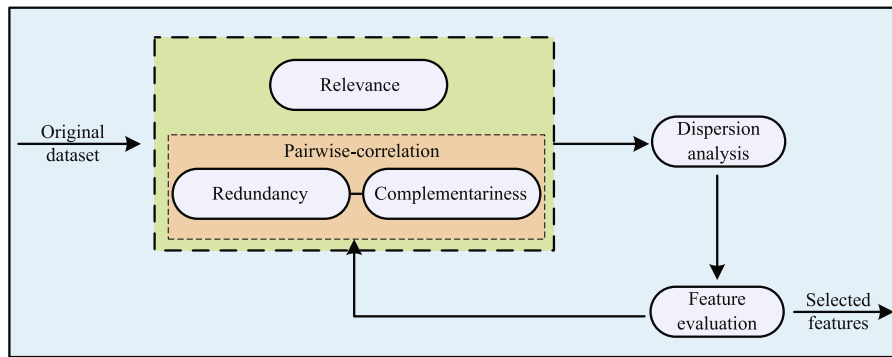 Original
dataset
Relevance
Pairwise-correlation
Redundancy
Complementariness
Dispersion
analysis
Feature
evaluation
Selected
features